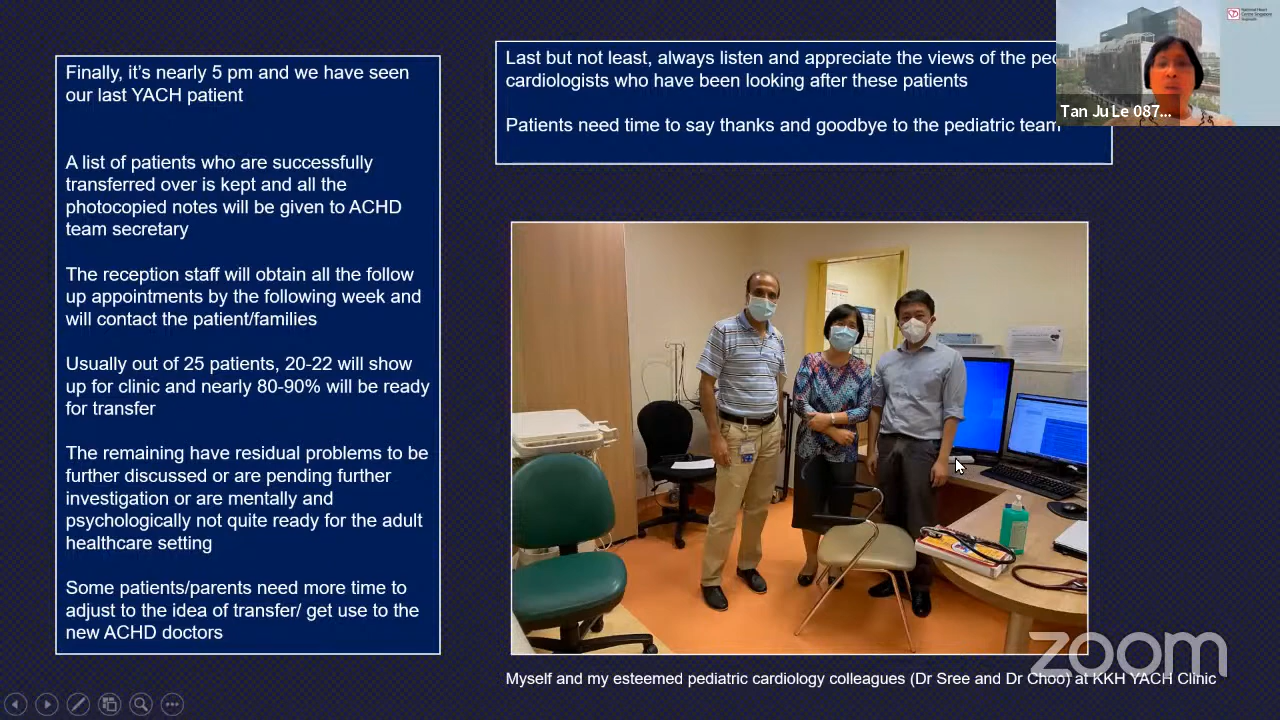 Finally, it's nearly 5 pm and we have seen
our last YACH patient
A list of patients who are successfully
transferred over is kept and all the
photocopied notes will be given to ACHD
team secretary
The reception staff will obtain all the follow
up appointments by the following week and
will contact the patient/families
Usually out of 25 patients, 20-22 will show
up for clinic and nearly 80-90% will be ready
for transfer
The remaining have residual problems to be
further discussed or are pending further
investigation or are mentally and
psychologically not quite ready for the adult
healthcare setting
Some patients/parents need more time to
adjust to the idea of transfer/ get use to the
new ACHD doctors
Last but not least, always listen and appreciate the views of the
cardiologists who have been looking after these patients
Patients need time to say thanks and goodbye to the pediatric team
Tan Ju Le 087...
National Heart
Centre Singapore
zoom
Myself and my esteemed pediatric cardiology colleagues (Dr Sree and Dr Choo) at KKH YACH Clinic